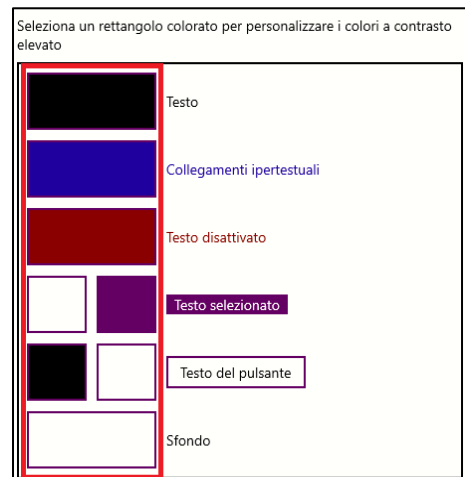 Seleziona un rettangolo colorato per personalizzare i colori a contrasto
elevato
Testo
Collegamenti ipertestuali
Testo disattivato
Testo selezionato
Testo del pulsante
Sfondo